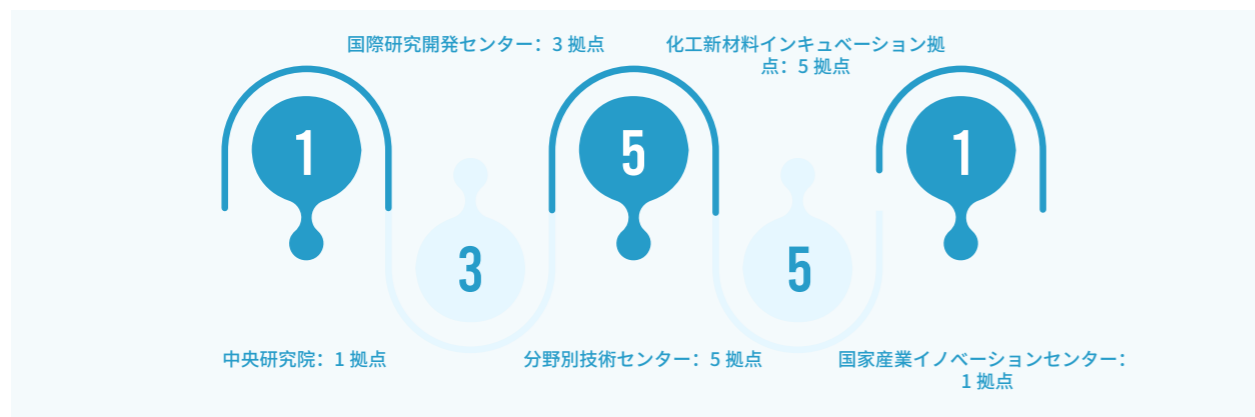 国際研究開発センター：3 拠点
化工新材料インキュベーション拠
点：5 拠点
1
5
1
3
5
中央研究院：1 拠点
分野別技術センター：5 拠点
国家産業イノベーションセンター：
1 拠点